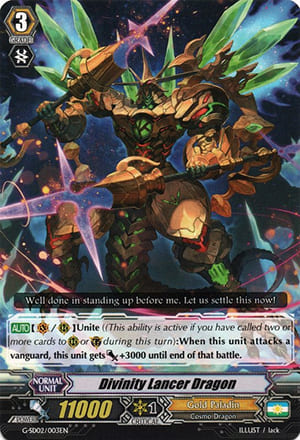 3
GRADE
Well done in standing up before me. Let us settle this now!
AUTO [ / ]Unite ((This ability is active if you have called two or
more cards to or during this turn):When this unit attacks a
vanguard, this unit gets +3000 until end of that battle.
NORMAL
UNIT
Divinity Lancer Dragon
POWER
11000
1
CRITICAL
Gold Paladin
Cosmo Dragon
G-SD02/003EN
ILLUST / lack